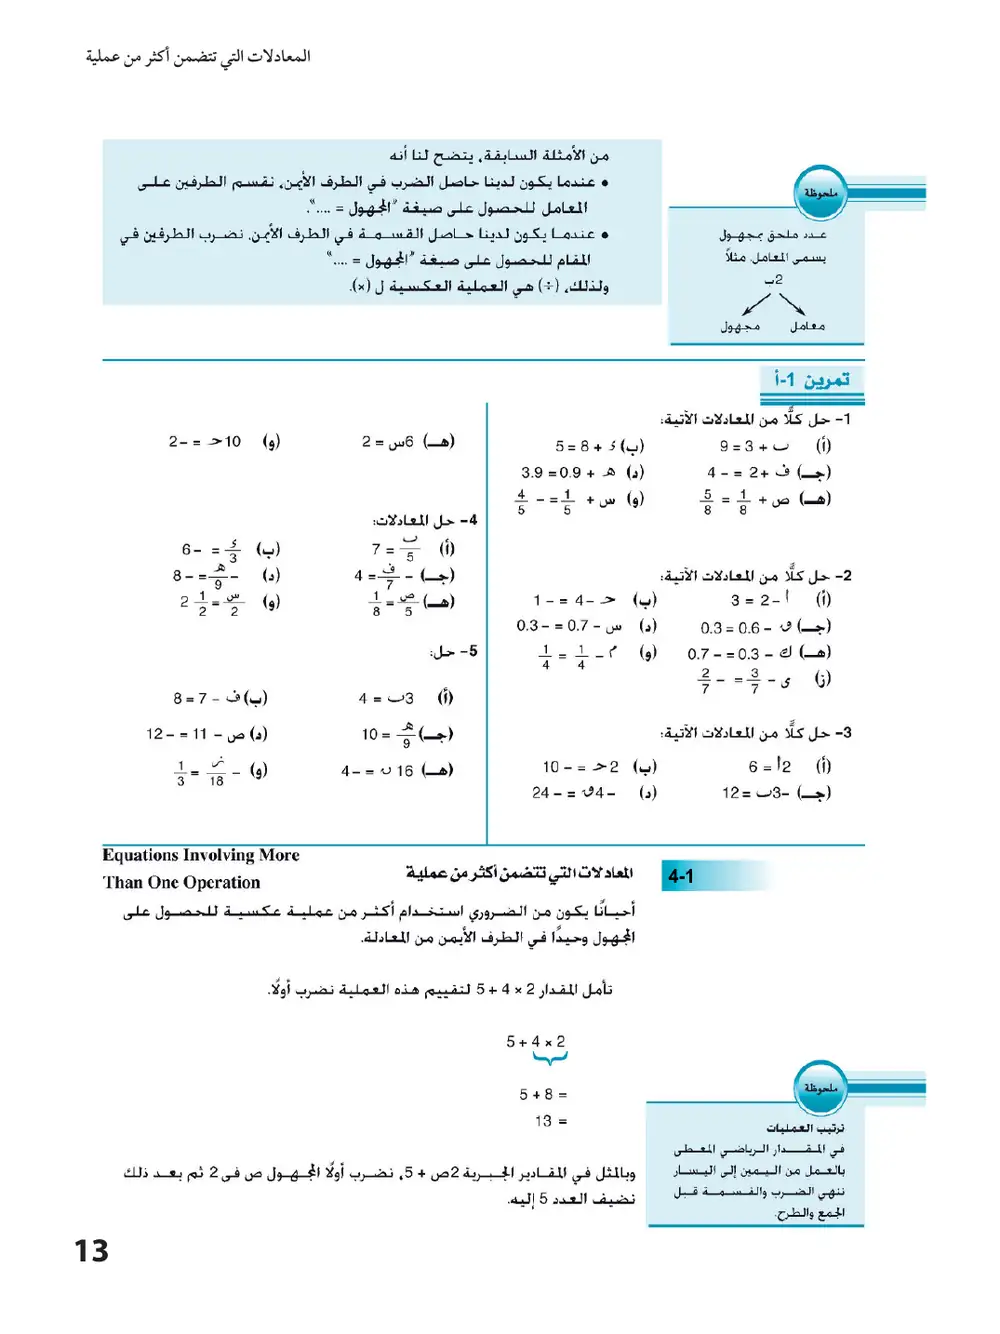 المعادلات التي تتضمن أكثر من عملية
من الأمثلة السابقة، يتضح لنا أنه
• عندما يكون لدينا حاصل الضرب في الطرف الأيمن، نقسم الطرفين على
المعامل للحصول على صيغة "المجهول = ....".
• عندما يكون لدينا حاصل القسمة في الطرف الأيمن، نضرب الطرفين في
المقام للحصول على صيغة "المجهول = ...."
ولذلك، (÷) هي العملية العكسية ل (×).
ملحوظة
عدد ملحق بمجهول
يسمى المعامل. مثلاً
2ب
معامل مجهول
تمرين 1-أ
1- حل كلًّا من المعادلات الآتية:
(أ) ب + 3 = 9 (ب) ء + 8 = 5
(جـ) ف + 2 = - 4 (د) هـ + 0.9 = 3.9
(هـ) ص + 1/8 = 5/8 (و) س + 1/5 = - 4/5
2- حل كلًّا من المعادلات الآتية:
(أ) أ - 2 = 3 (ب) حـ - 4 = - 1
(جـ) ق - 0.6 = 0.3 (د) س - 0.7 = - 0.3
(هـ) ك - 0.3 = - 0.7 (و) م - 1/4 = 1/4
(ز) ى - 3/7 = - 2/7
3- حل كلًّا من المعادلات الآتية:
(أ) 2أ = 6 (ب) 2حـ = - 10
(جـ) -3ب = 12 (د) -4ق = - 24
(هـ) 6س = 2 (و) 10حـ = - 2
4- حل المعادلات:
(أ) ب/5 = 7 (ب) ء/3 = - 6
(جـ) - ف/7 = 4 (د) - هـ/9 = - 8
(هـ) ص/5 = 1/8 (و) س/2 = 1/2 2
5- حل:
(أ) 3ب = 4 (ب) ف - 7 = 8
(جـ) هـ/9 = 10 (د) ص - 11 = - 12
(هـ) 16 ن = - 4 (و) - ز/18 = 1/3
4-1 المعادلات التي تتضمن أكثر من عملية
Equations Involving More
Than One Operation
أحيانًا يكون من الضروري استخدام أكثر من عملية عكسية للحصول على
المجهول وحيدًا في الطرف الأيمن من المعادلة.
تأمل المقدار 2 × 4 + 5 لتقييم هذه العملية نضرب أولًا.
2 × 4 + 5
= 8 + 5
= 13
ملحوظة
ترتيب العمليات
في المقدار الرياضي المعطى
بالعمل من اليمين إلى اليسار
ننهي الضرب والقسمة قبل
الجمع والطرح.
وبالمثل في المقادير الجبرية 2ص + 5، نضرب أولًا المجهول ص فى 2 ثم بعد ذلك
نضيف العدد 5 إليه.
13